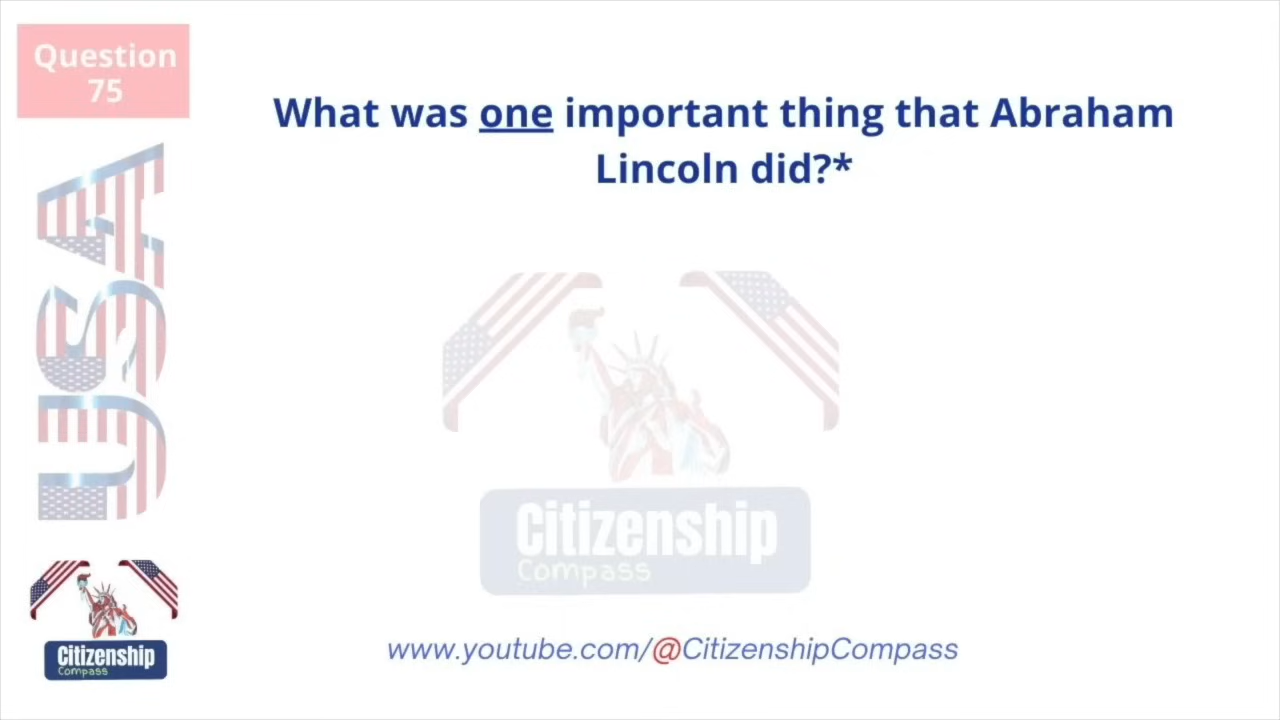 Question
75
What was one important thing that Abraham
Lincoln did?*
USA
Citizenship
Compass
Citizenship
Compass
www.youtube.com/@CitizenshipCompass